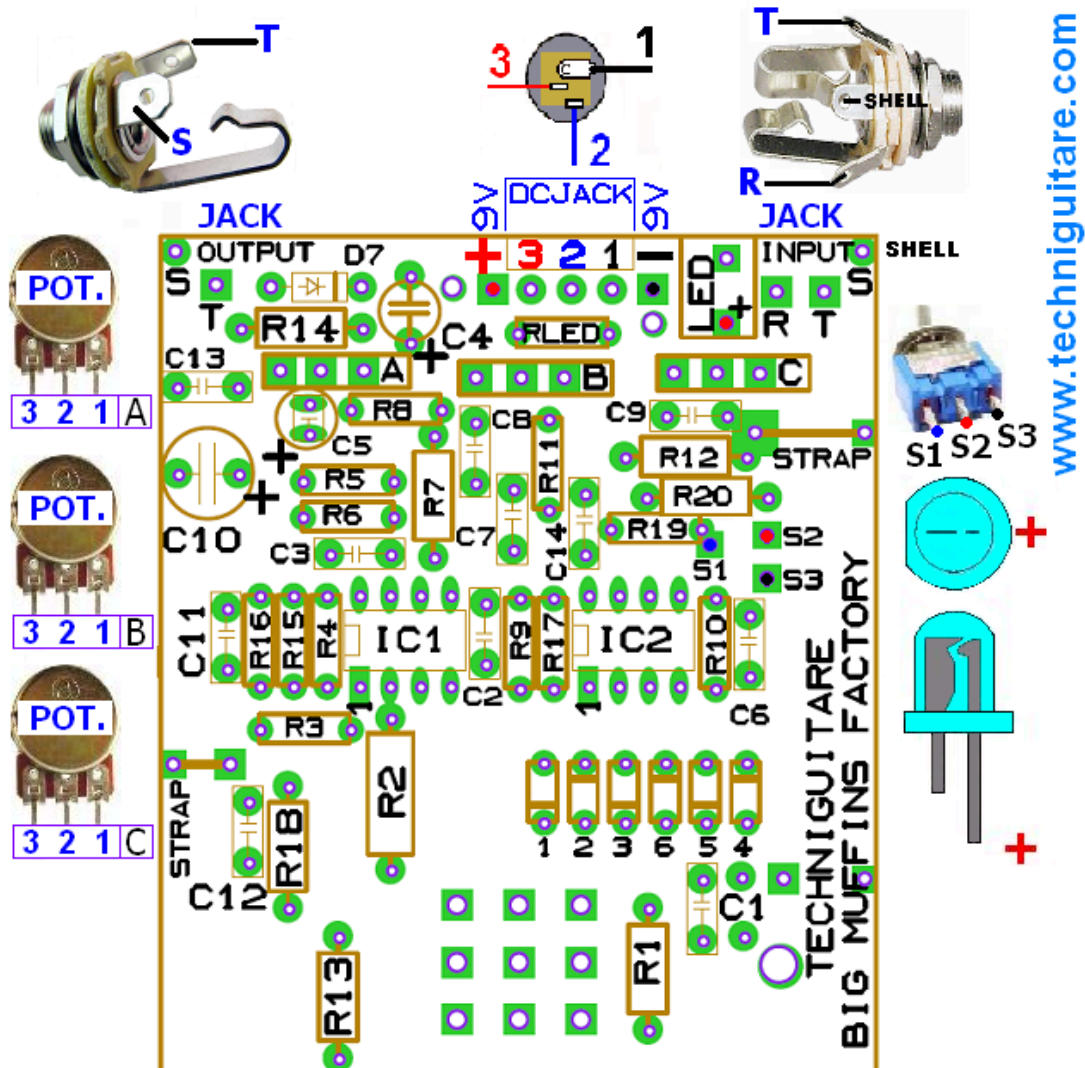 T
S
3
1
2
T
SHELL
R
www.techniguitare.com
JACK
9V
DCJACK
9V
JACK
OUTPUT
D7
+ 3 2 1 -
INPUT
SHELL
S
T
LED
+
R
T
S
POT.
3 2 1 A
R14
C4
+
RLED
C13
A
B
C
R8
C5
C8
C9
R11
R12
STRAP
S1
S2
S3
+
+
R5
R7
R20
C10
R6
C7
C14
R19
S2
+
C3
S1
S3
POT.
3 2 1 B
C11
R16
R15
R4
IC1
C2
R9
R17
IC2
R10
C6
1
1
R3
POT.
3 2 1 C
STRAP
R2
R18
C12
1 2 3 6 5 4
+
C1
R13
R1
TECHNIGUITARE
BIG MUFFINS FACTORY